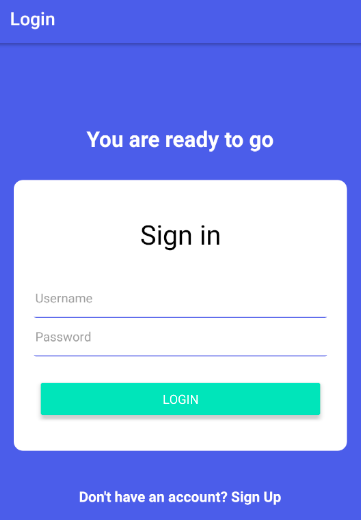 Login
You are ready to go
Sign in
Username
Password
LOGIN
Don't have an account? Sign Up